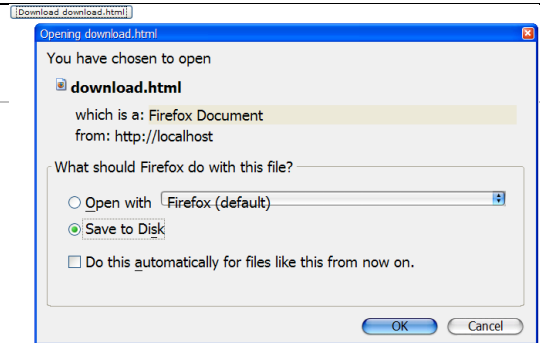 Download download.html
Opening download.html
You have chosen to open
download.html
which is a: Firefox Document
from: http://localhost
What should Firefox do with this file?
Open with Firefox (default)
Save to Disk
Do this automatically for files like this from now on.
OK Cancel